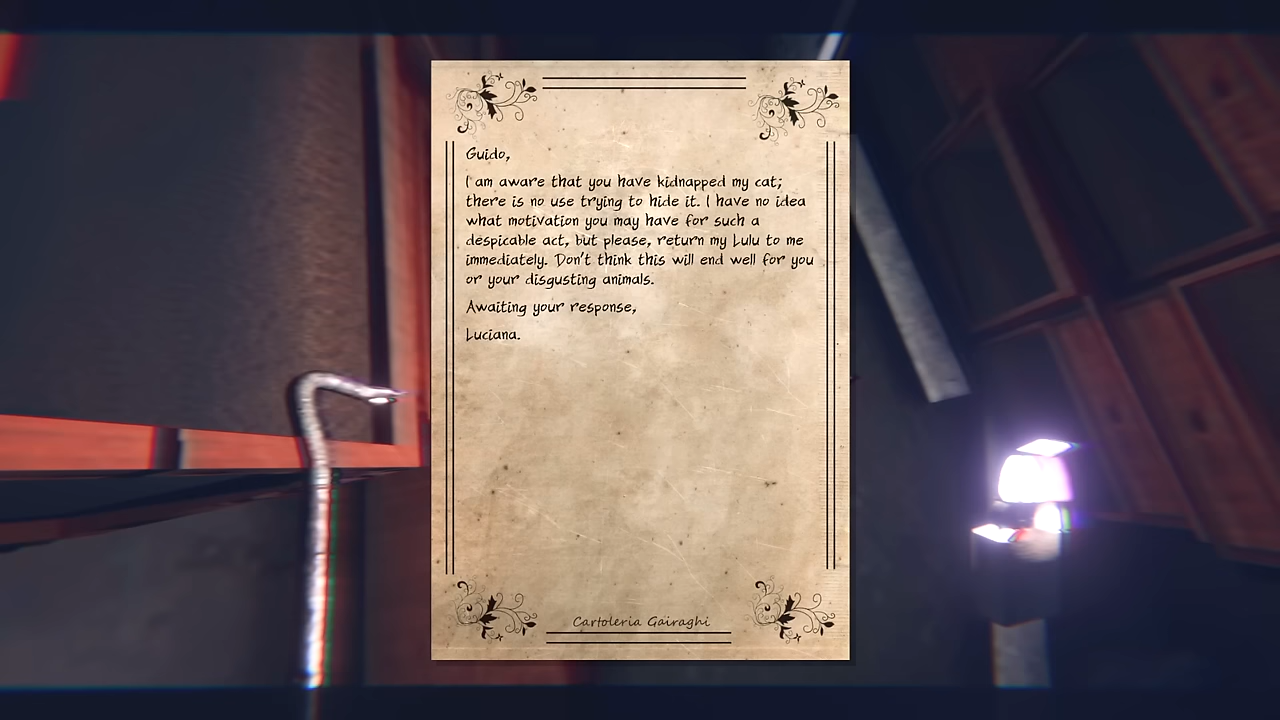 Guido,
I am aware that you have kidnapped my cat;
there is no use trying to hide it. I have no idea
what motivation you may have for such a
despicable act, but please, return my Lulu to me
immediately. Don't think this will end well for you
or your disgusting animals.
Awaiting your response,
Luciana.
Cartoleria Gairaghi